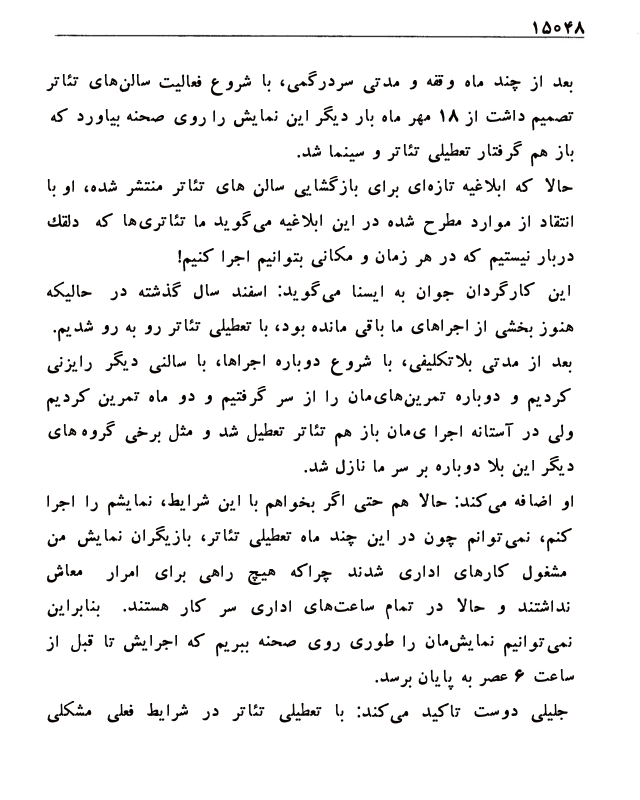 ۱۵۰۴۸
بعد از چند ماه وقفه و مدتی سردرگمی، با شروع فعالیت سالن‌های تئاتر
تصمیم داشت از ۱۸ مهر ماه بار دیگر این نمایش را روی صحنه بیاورد که
باز هم گرفتار تعطیلی تئاتر و سینما شد.
حالا که ابلاغیه تازه‌ای برای بازگشایی سالن های تئاتر منتشر شده، او با
انتقاد از موارد مطرح شده در این ابلاغیه می‌گوید ما تئاتری‌ها که دلقك
دربار نیستیم که در هر زمان و مکانی بتوانیم اجرا کنیم!
این کارگردان جوان به ایسنا می‌گوید: اسفند سال گذشته در حالیکه
هنوز بخشی از اجراهای ما باقی مانده بود، با تعطیلی تئاتر رو به رو شدیم.
بعد از مدتی بلاتکلیفی، با شروع دوباره اجراها، با سالنی دیگر رایزنی
کردیم و دوباره تمرین‌های‌مان را از سر گرفتیم و دو ماه تمرین کردیم
ولی در آستانه اجرا ی‌مان باز هم تئاتر تعطیل شد و مثل برخی گروه های
دیگر این بلا دوباره بر سر ما نازل شد.
او اضافه می‌کند: حالا هم حتی اگر بخواهم با این شرایط، نمایشم را اجرا
کنم، نمی‌توانم چون در این چند ماه تعطیلی تئاتر، بازیگران نمایش من
مشغول کارهای اداری شدند چراکه هیچ راهی برای امرار معاش
نداشتند و حالا در تمام ساعت‌های اداری سر کار هستند. بنابراین
نمی‌توانیم نمایش‌مان را طوری روی صحنه ببریم که اجرایش تا قبل از
ساعت ۶ عصر به پایان برسد.
جلیلی دوست تاکید می‌کند: با تعطیلی تئاتر در شرایط فعلی مشکلی